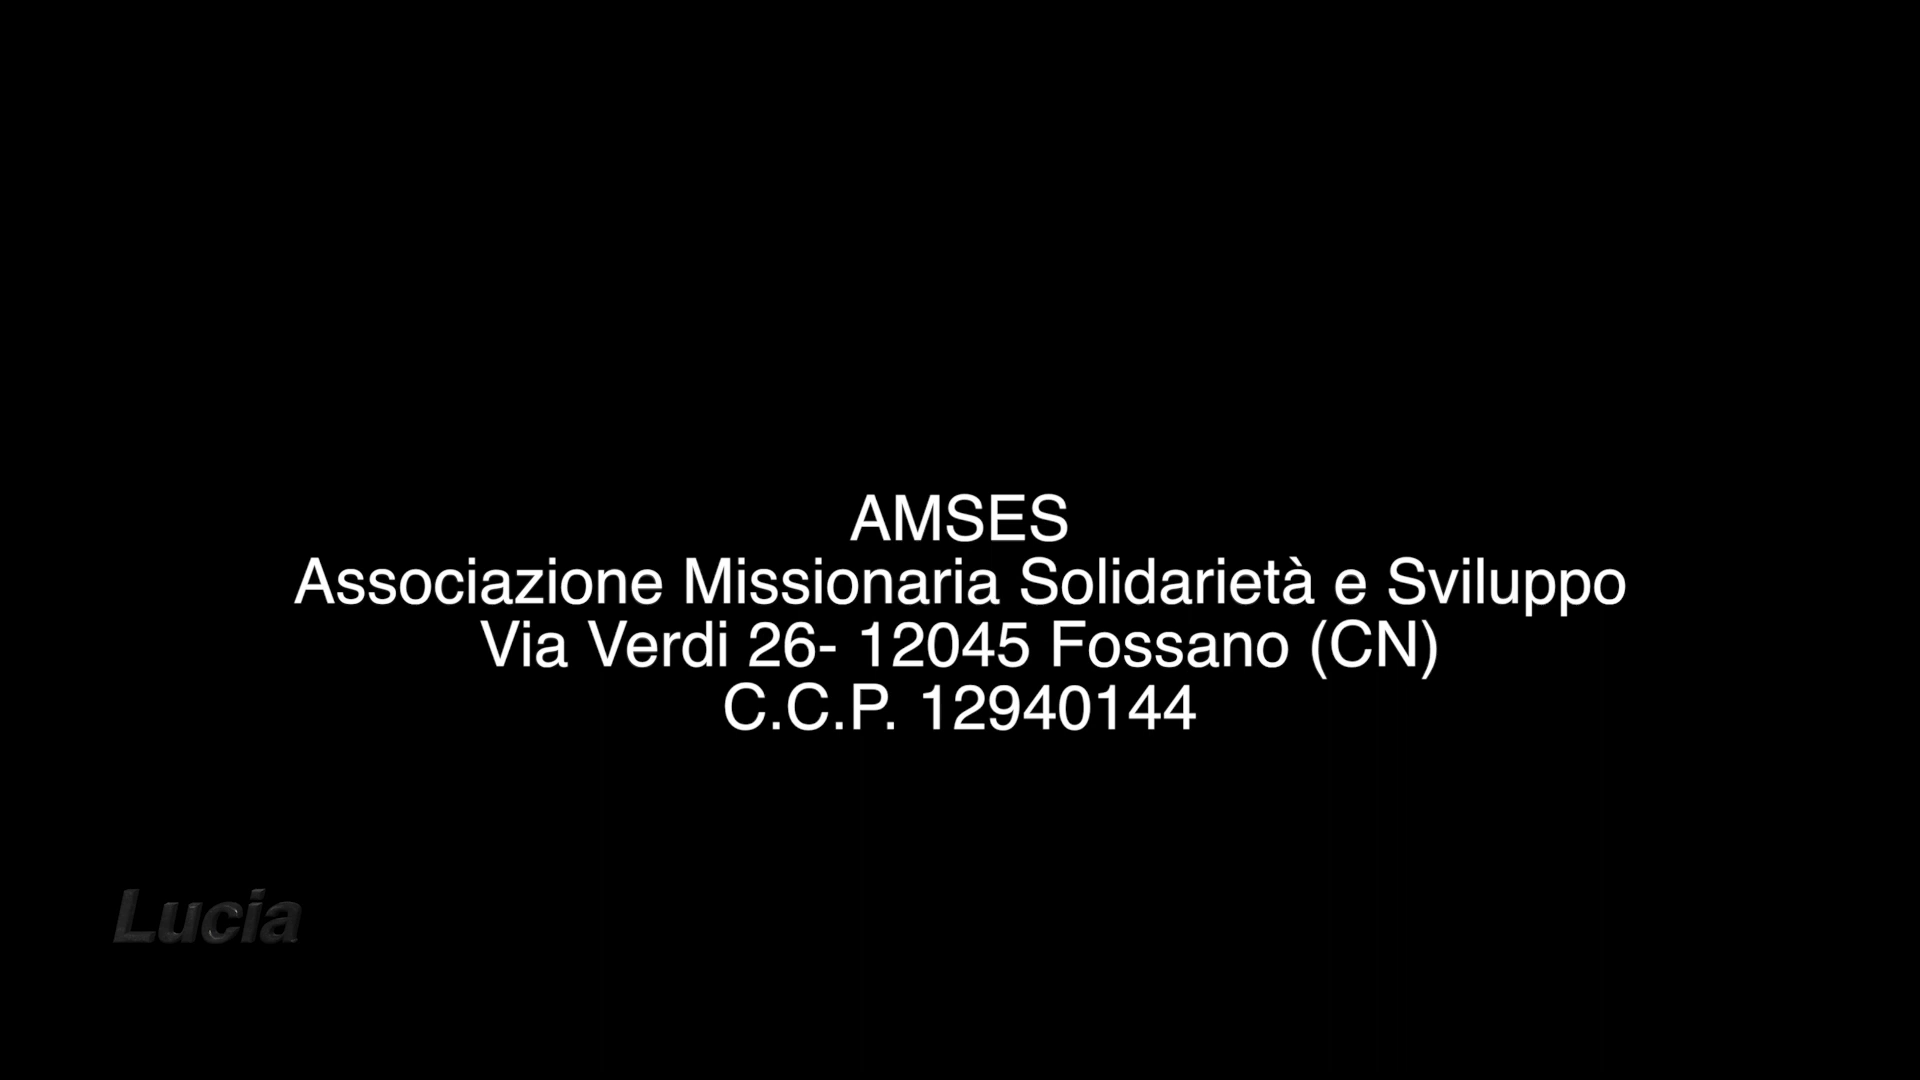 AMSES
Associazione Missionaria Solidarietà e Sviluppo
Via Verdi 26- 12045 Fossano (CN)
C.C.P. 12940144
Lucia